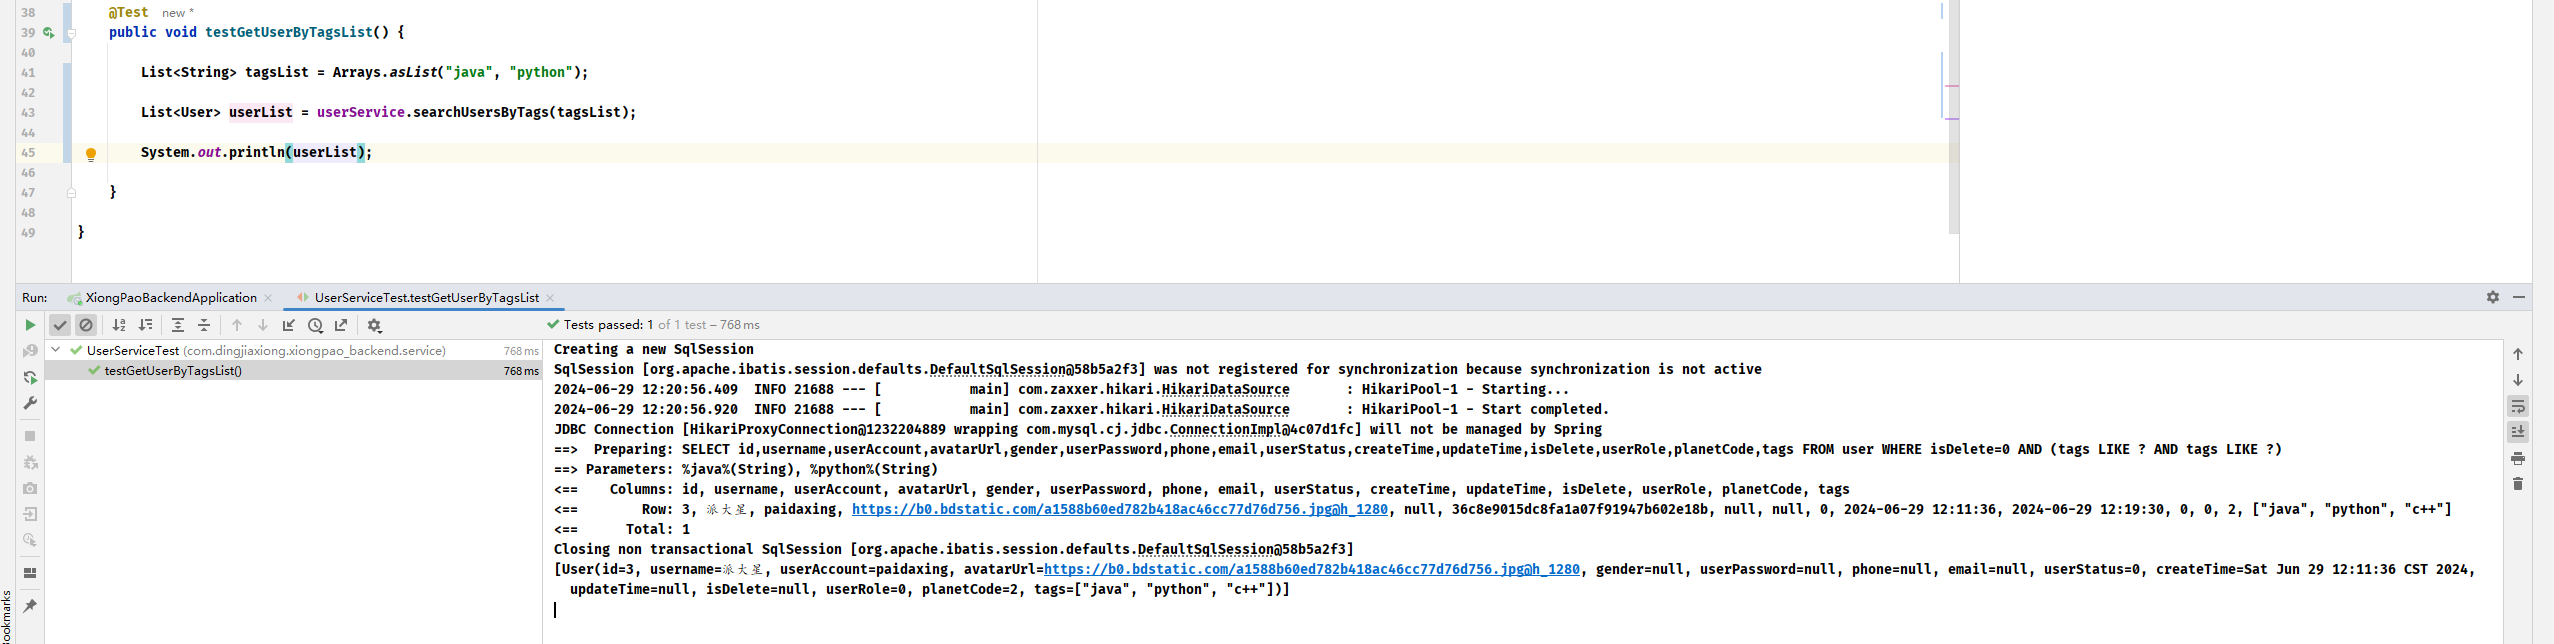 38 @Test new *
39 public void testGetUserByTagsList() {
40
41 List<String> tagsList = Arrays.asList("java", "python");
42
43 List<User> userList = userService.searchUsersByTags(tagsList);
44
45 System.out.println(userList);
46
47 }
48
49 }
Run: XiongPaoBackendApplication UserServiceTest.testGetUserByTagsList
Tests passed: 1 of 1 test – 768 ms
UserServiceTest (com.dingjiaxiong.xiongpao_backend.service) 768 ms
testGetUserByTagsList() 768 ms
Creating a new SqlSession
SqlSession [org.apache.ibatis.session.defaults.DefaultSqlSession@58b5a2f3] was not registered for synchronization because synchronization is not active
2024-06-29 12:20:56.409  INFO 21688 --- [           main] com.zaxxer.hikari.HikariDataSource       : HikariPool-1 - Starting...
2024-06-29 12:20:56.920  INFO 21688 --- [           main] com.zaxxer.hikari.HikariDataSource       : HikariPool-1 - Start completed.
JDBC Connection [HikariProxyConnection@1232204889 wrapping com.mysql.cj.jdbc.ConnectionImpl@4c07d1fc] will not be managed by Spring
==>  Preparing: SELECT id,username,userAccount,avatarUrl,gender,userPassword,phone,email,userStatus,createTime,updateTime,isDelete,userRole,planetCode,tags FROM user WHERE isDelete=0 AND (tags LIKE ? AND tags LIKE ?)
==> Parameters: %java%(String), %python%(String)
<==    Columns: id, username, userAccount, avatarUrl, gender, userPassword, phone, email, userStatus, createTime, updateTime, isDelete, userRole, planetCode, tags
<==        Row: 3, 派大星, paidaxing, https://b0.bdstatic.com/a1588b60ed782b418ac46cc77d76d756.jpg@h_1280, null, 36c8e9015dc8fa1a07f91947b602e18b, null, null, 0, 2024-06-29 12:11:36, 2024-06-29 12:19:30, 0, 0, 2, ["java", "python", "c++"]
<==      Total: 1
Closing non transactional SqlSession [org.apache.ibatis.session.defaults.DefaultSqlSession@58b5a2f3]
[User(id=3, username=派大星, userAccount=paidaxing, avatarUrl=https://b0.bdstatic.com/a1588b60ed782b418ac46cc77d76d756.jpg@h_1280, gender=null, userPassword=null, phone=null, email=null, userStatus=0, createTime=Sat Jun 29 12:11:36 CST 2024,
updateTime=null, isDelete=null, userRole=0, planetCode=2, tags=["java", "python", "c++"])]
ookmarks